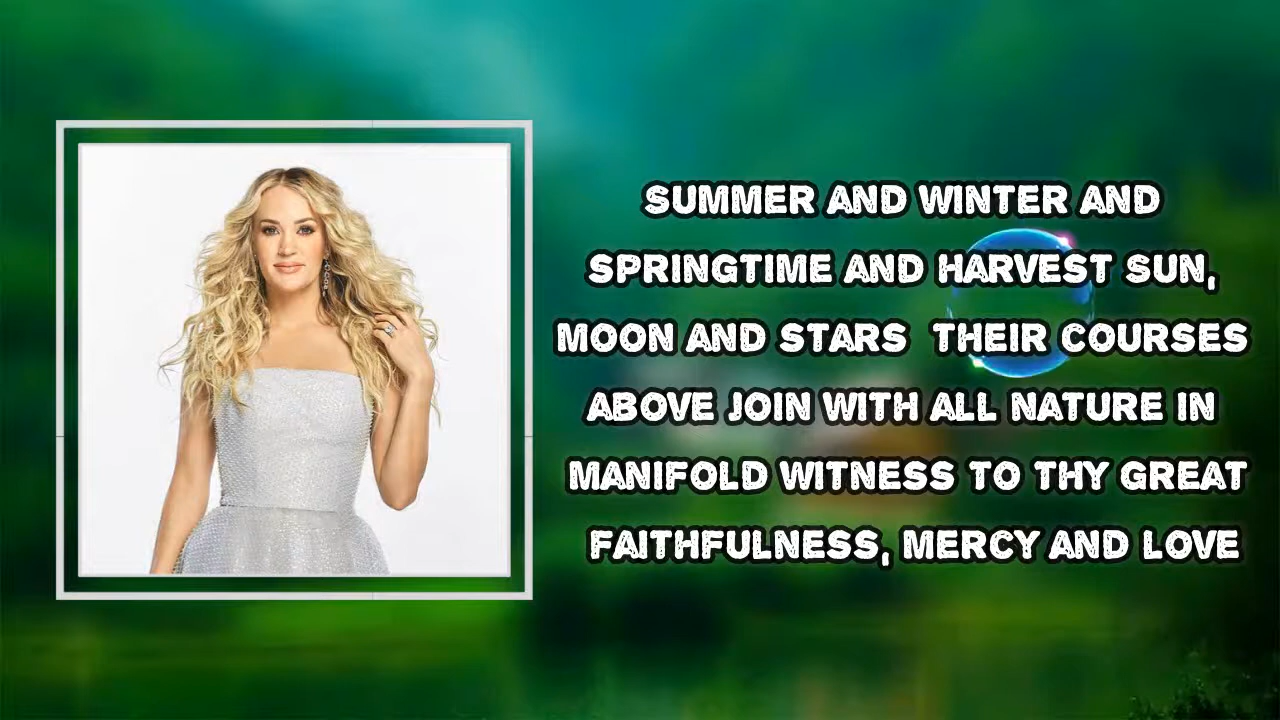 SUMMER AND WINTER AND
SPRINGTIME AND HARVEST SUN,
MOON AND STARS  THEIR COURSES
ABOVE JOIN WITH ALL NATURE IN
MANIFOLD WITNESS TO THY GREAT
FAITHFULNESS, MERCY AND LOVE